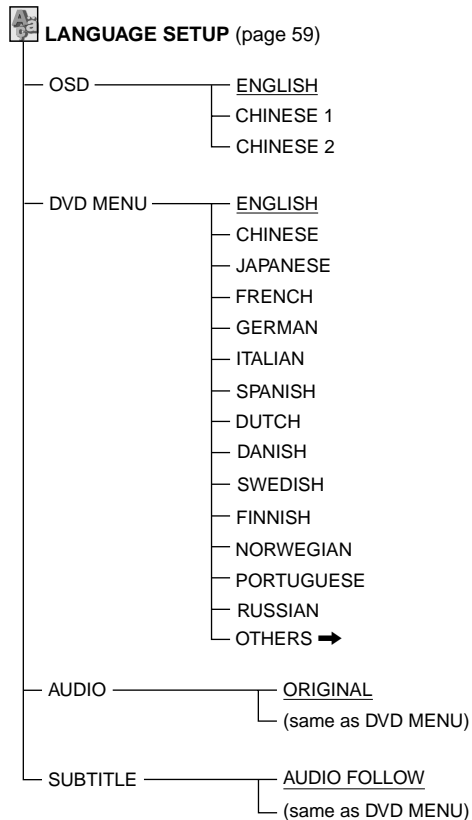 LANGUAGE SETUP (page 59)
OSD
ENGLISH
CHINESE 1
CHINESE 2
DVD MENU
ENGLISH
CHINESE
JAPANESE
FRENCH
GERMAN
ITALIAN
SPANISH
DUTCH
DANISH
SWEDISH
FINNISH
NORWEGIAN
PORTUGUESE
RUSSIAN
OTHERS ➡
AUDIO
ORIGINAL
(same as DVD MENU)
SUBTITLE
AUDIO FOLLOW
(same as DVD MENU)